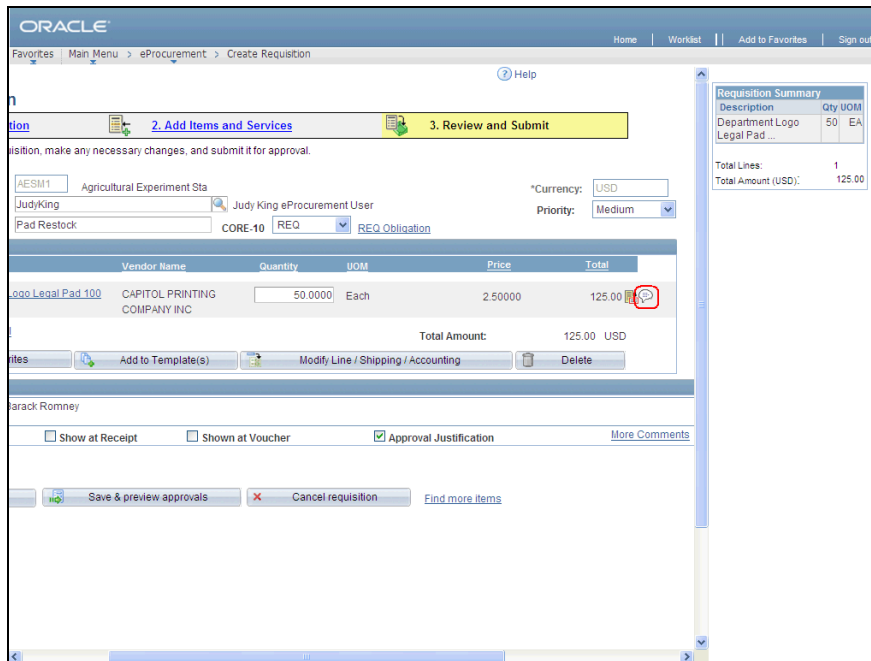 ORACLE
Home | Worklist | | Add to Favorites | Sign out
Favorites | Main Menu > eProcurement > Create Requisition
? Help
n
tion
2. Add Items and Services
3. Review and Submit
uisition, make any necessary changes, and submit it for approval.
AESM1 Agricultural Experiment Sta
*Currency: USD
JudyKing Judy King eProcurement User
Priority: Medium
Pad Restock CORE-10 REQ REQ Obligation
Vendor Name Quantity UOM Price Total
Logo Legal Pad 100 CAPITOL PRINTING COMPANY INC 50.0000 Each 2.50000 125.00
Total Amount: 125.00 USD
rites Add to Template(s) Modify Line / Shipping / Accounting Delete
Barack Romney
Show at Receipt Shown at Voucher Approval Justification More Comments
Save & preview approvals Cancel requisition Find more items
Requisition Summary
Description Qty UOM
Department Logo Legal Pad ... 50 EA
Total Lines: 1
Total Amount (USD): 125.00